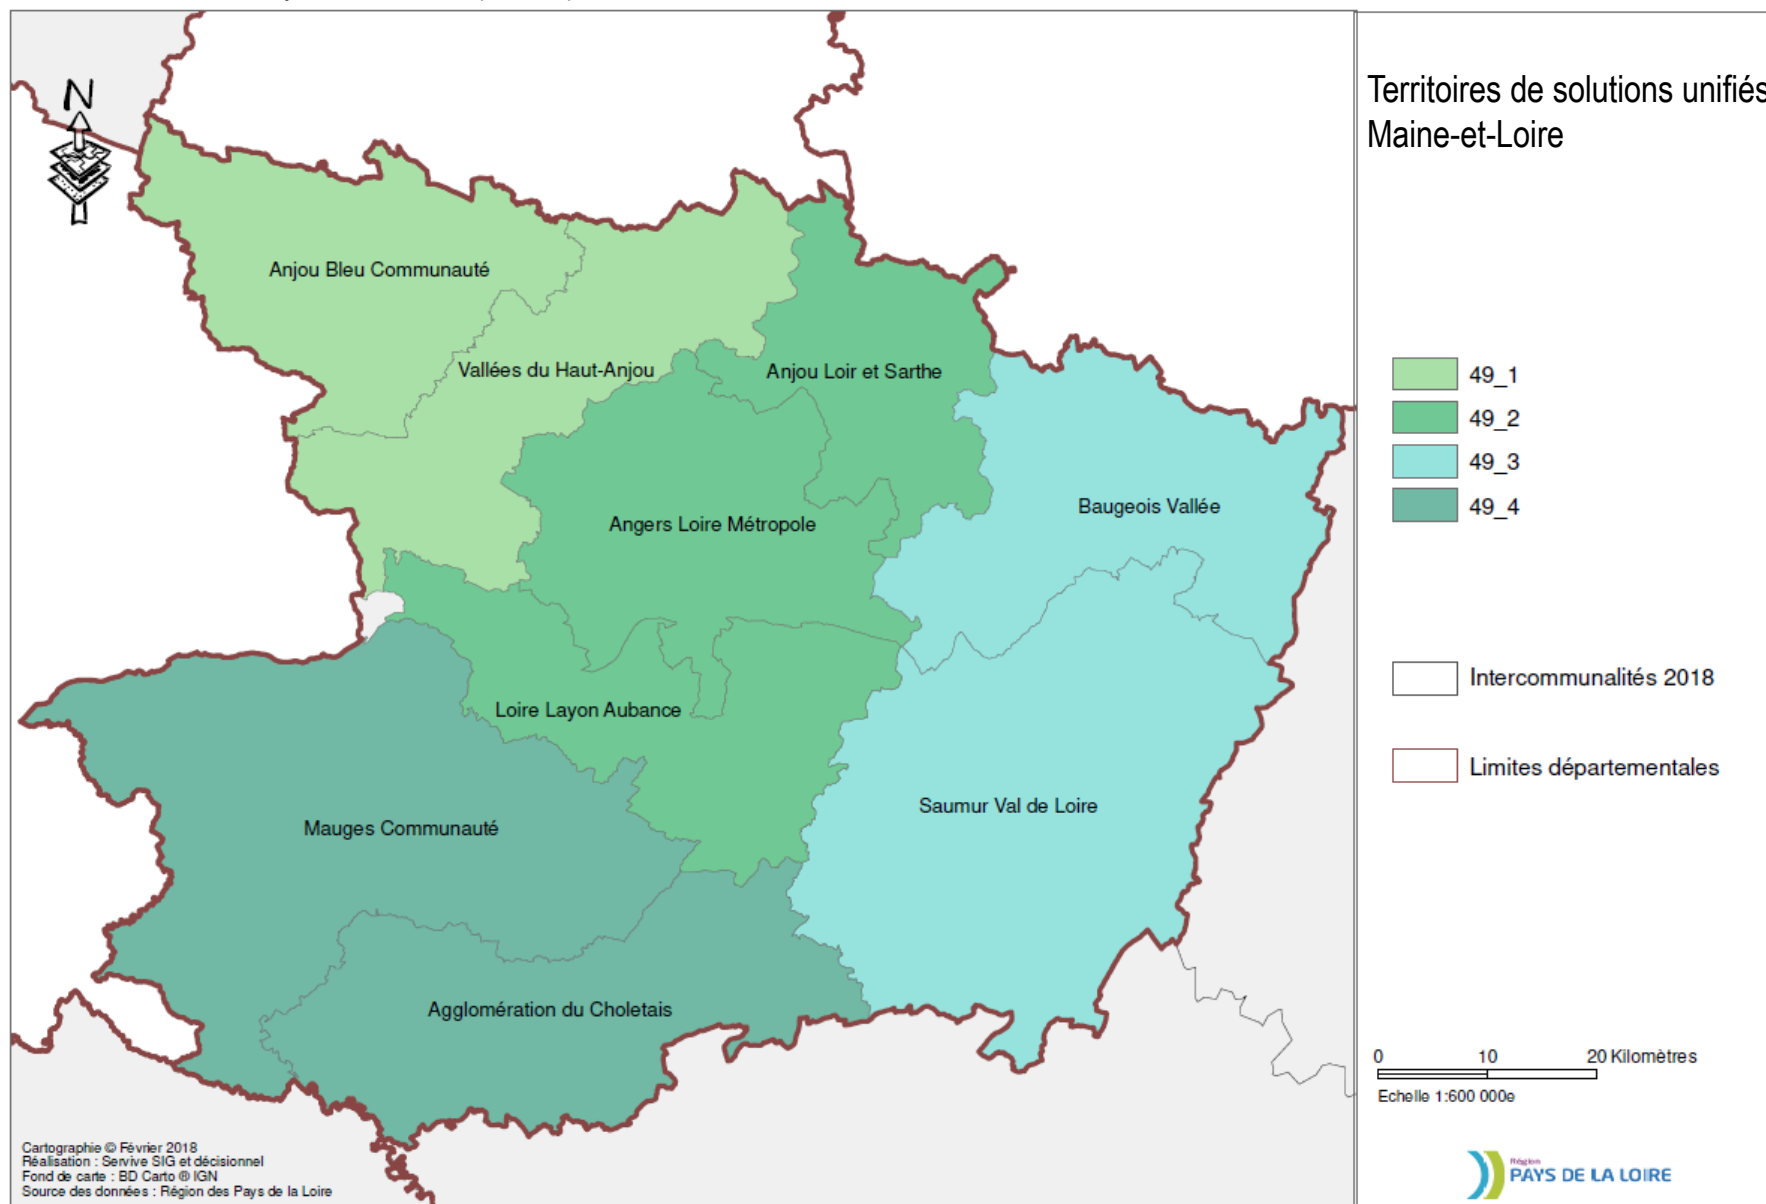 N
Territoires de solutions unifiés
Maine-et-Loire
Anjou Bleu Communauté
Vallées du Haut-Anjou
Anjou Loir et Sarthe
Angers Loire Métropole
Baugeois Vallée
Loire Layon Aubance
Saumur Val de Loire
Mauges Communauté
Agglomération du Choletais
49_1
49_2
49_3
49_4
Intercommunalités 2018
Limites départementales
0 10 20 Kilomètres
Echelle 1:600 000e
Cartographie © Février 2018
Réalisation : Servive SIG et décisionnel
Fond de carte : BD Carto ® IGN
Source des données : Région des Pays de la Loire
Région
PAYS DE LA LOIRE